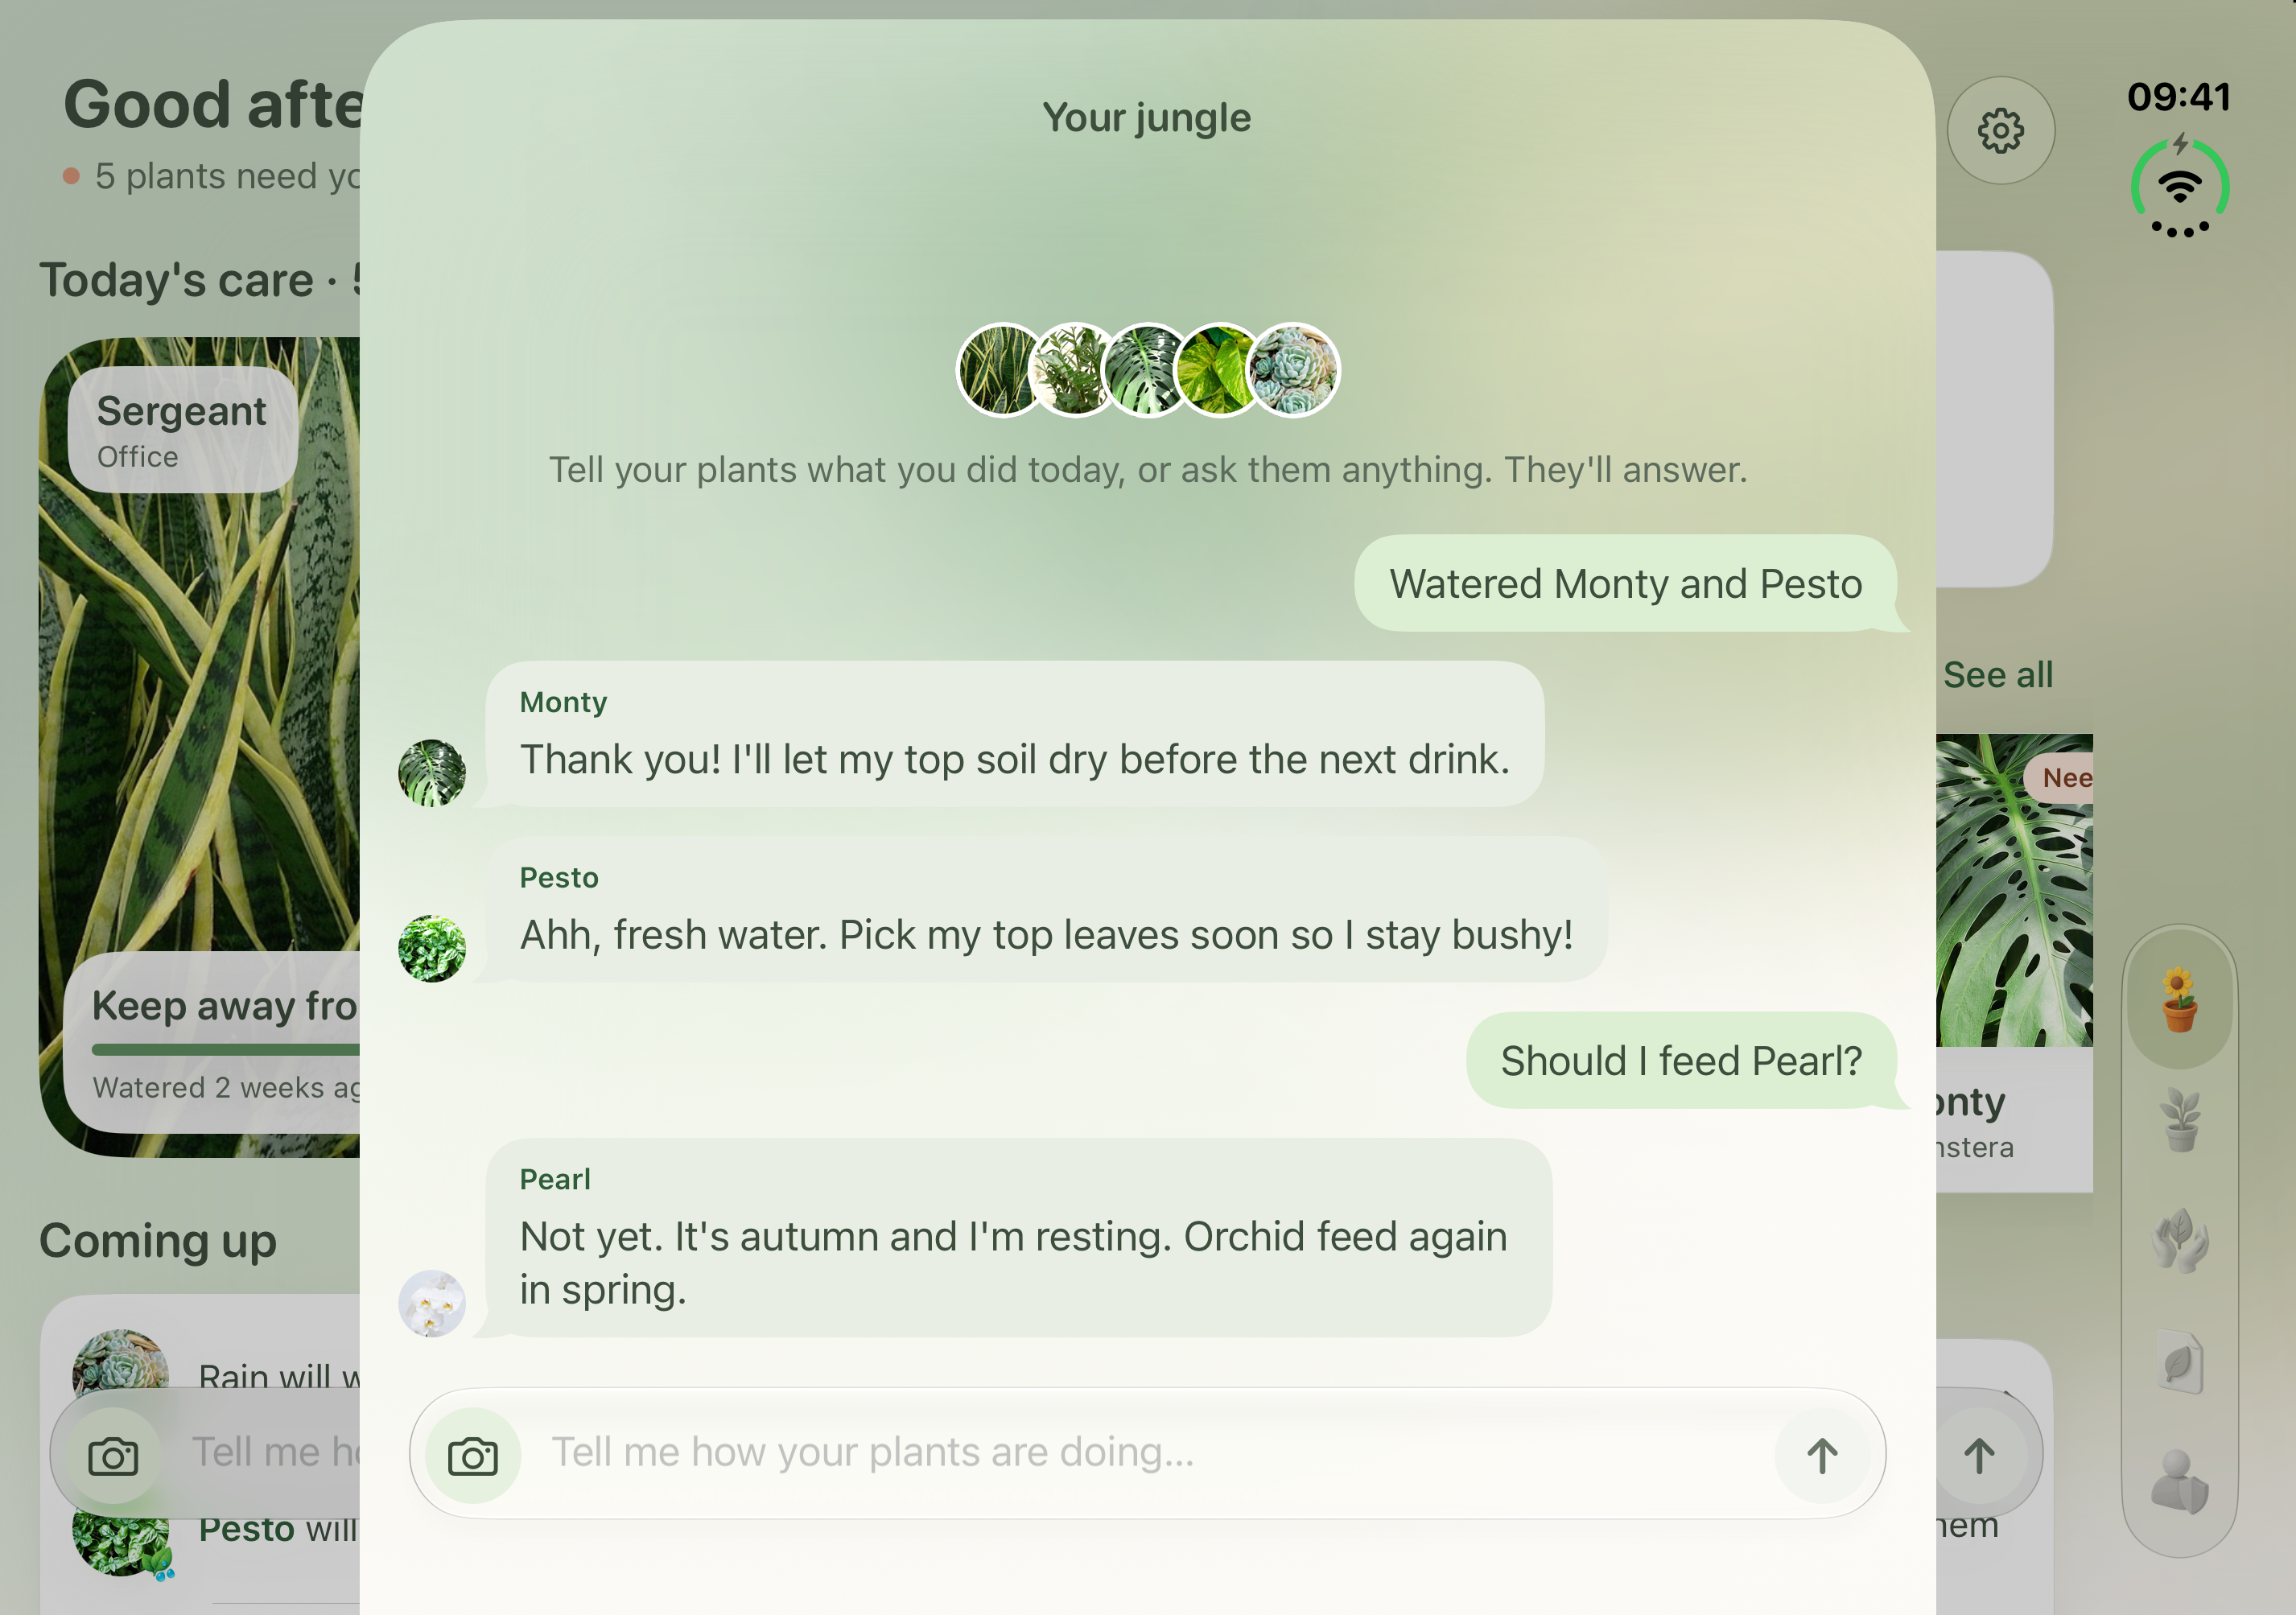 Good afte
5 plants need yo
Today's care · 5
Sergeant
Office
Keep away fro
Watered 2 weeks ag
Coming up
Rain will w
Tell me ho
Pesto will
Your jungle
Tell your plants what you did today, or ask them anything. They'll answer.
Watered Monty and Pesto
Monty
Thank you! I'll let my top soil dry before the next drink.
Pesto
Ahh, fresh water. Pick my top leaves soon so I stay bushy!
Should I feed Pearl?
Pearl
Not yet. It's autumn and I'm resting. Orchid feed again
in spring.
Tell me how your plants are doing...
09:41
See all
Nee
onty
nstera
hem